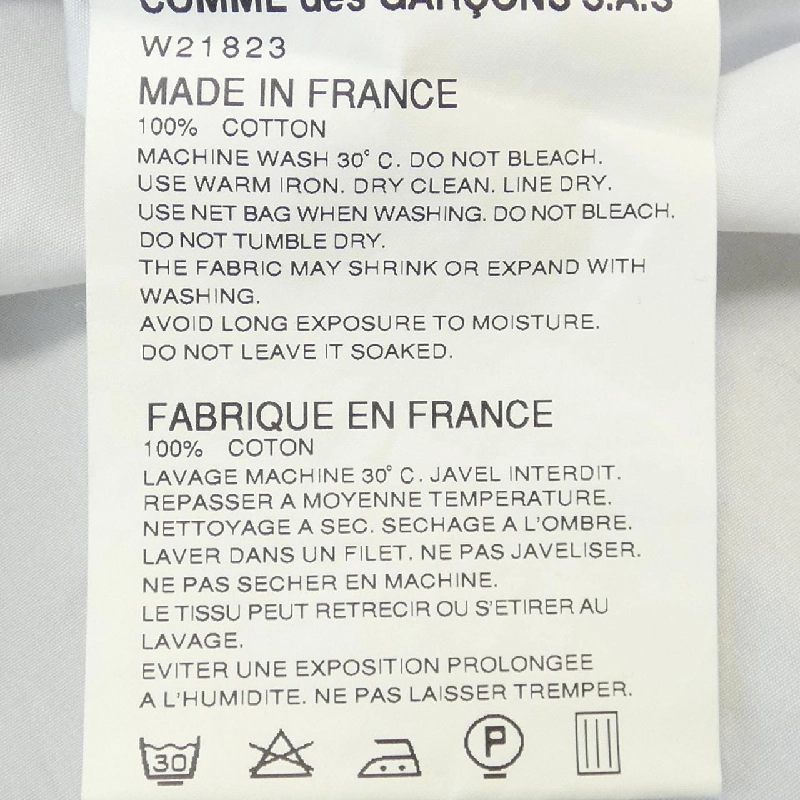 COMME des GARÇONS S.A.S
W21823
MADE IN FRANCE
100% COTTON
MACHINE WASH 30° C. DO NOT BLEACH.
USE WARM IRON. DRY CLEAN. LINE DRY.
USE NET BAG WHEN WASHING. DO NOT BLEACH.
DO NOT TUMBLE DRY.
THE FABRIC MAY SHRINK OR EXPAND WITH
WASHING.
AVOID LONG EXPOSURE TO MOISTURE.
DO NOT LEAVE IT SOAKED.
FABRIQUE EN FRANCE
100% COTON
LAVAGE MACHINE 30° C. JAVEL INTERDIT.
REPASSER A MOYENNE TEMPERATURE.
NETTOYAGE A SEC. SECHAGE A L'OMBRE.
LAVER DANS UN FILET. NE PAS JAVELISER.
NE PAS SECHER EN MACHINE.
LE TISSU PEUT RETRECIR OU S'ETIRER AU
LAVAGE.
EVITER UNE EXPOSITION PROLONGEE
A L'HUMIDITE. NE PAS LAISSER TREMPER.
30 P